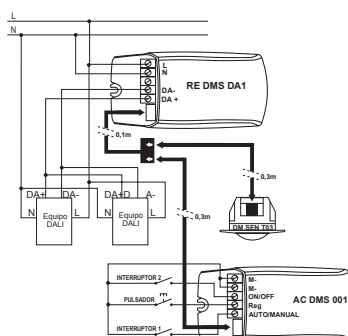 L
N
L
N
DA-
DA +
RE DMS DA1
0,1m
0,3m
DA+ DA-
DA+D A-
N L
N L
Equipo
DALI
Equipo
DALI
0,3m
DM SEN T03
INTERRUPTOR 2
PULSADOR
INTERRUPTOR 1
M-
M-
ON/OFF
Reg
AUTO/MANUAL
AC DMS 001